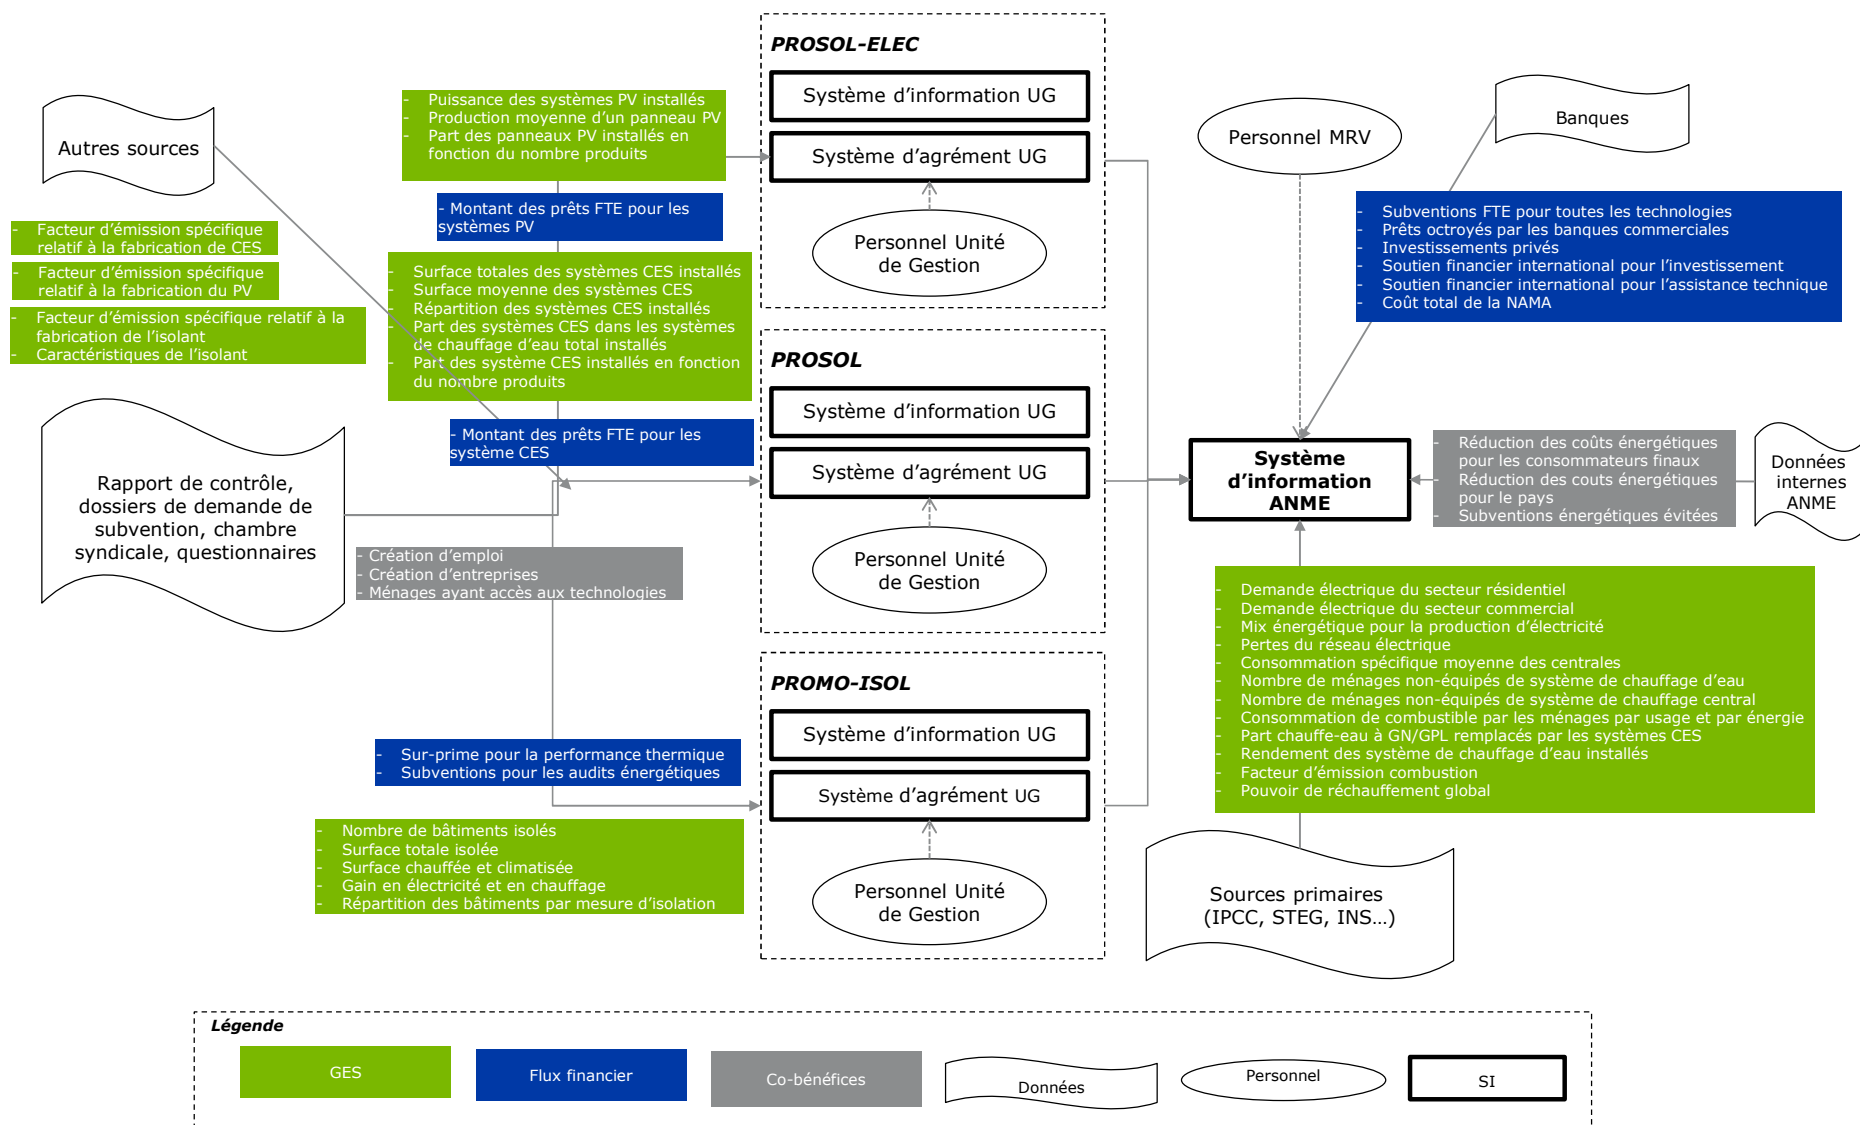 Autres sources
- Facteur d'émission spécifique
relatif à la fabrication de CES
- Facteur d'émission spécifique
relatif à la fabrication du PV
- Facteur d'émission spécifique relatif à la
fabrication de l'isolant
- Caractéristiques de l'isolant
Rapport de contrôle,
dossiers de demande de
subvention, chambre
syndicale, questionnaires
- Puissance des systèmes PV installés
- Production moyenne d'un panneau PV
- Part des panneaux PV installés en
fonction du nombre produits
- Montant des prêts FTE pour les
systèmes PV
- Surface totales des systèmes CES installés
- Surface moyenne des systèmes CES
- Répartition des systèmes CES installés
- Part des systèmes CES dans les systèmes
de chauffage d'eau total installés
- Part des système CES installés en fonction
du nombre produits
- Montant des prêts FTE pour les
système CES
- Création d'emploi
- Création d'entreprises
- Ménages ayant accès aux technologies
- Sur-prime pour la performance thermique
- Subventions pour les audits énergétiques
- Nombre de bâtiments isolés
- Surface totale isolée
- Surface chauffée et climatisée
- Gain en électricité et en chauffage
- Répartition des bâtiments par mesure d'isolation
PROSOL-ELEC
Système d'information UG
Système d'agrément UG
Personnel Unité
de Gestion
PROSOL
Système d'information UG
Système d'agrément UG
Personnel Unité
de Gestion
PROMO-ISOL
Système d'information UG
Système d'agrément UG
Personnel Unité
de Gestion
Personnel MRV
Banques
- Subventions FTE pour toutes les technologies
- Prêts octroyés par les banques commerciales
- Investissements privés
- Soutien financier international pour l'investissement
- Soutien financier international pour l'assistance technique
- Coût total de la NAMA
Système
d'information
ANME
- Réduction des coûts énergétiques
pour les consommateurs finaux
- Réduction des couts énergétiques
pour le pays
- Subventions énergétiques évitées
Données
internes
ANME
- Demande électrique du secteur résidentiel
- Demande électrique du secteur commercial
- Mix énergétique pour la production d'électricité
- Pertes du réseau électrique
- Consommation spécifique moyenne des centrales
- Nombre de ménages non-équipés de système de chauffage d'eau
- Nombre de ménages non-équipés de système de chauffage central
- Consommation de combustible par les ménages par usage et par énergie
- Part chauffe-eau à GN/GPL remplacés par les systèmes CES
- Rendement des système de chauffage d'eau installés
- Facteur d'émission combustion
- Pouvoir de réchauffement global
Sources primaires
(IPCC, STEG, INS...)
Légende
GES
Flux financier
Co-bénéfices
Données
Personnel
SI